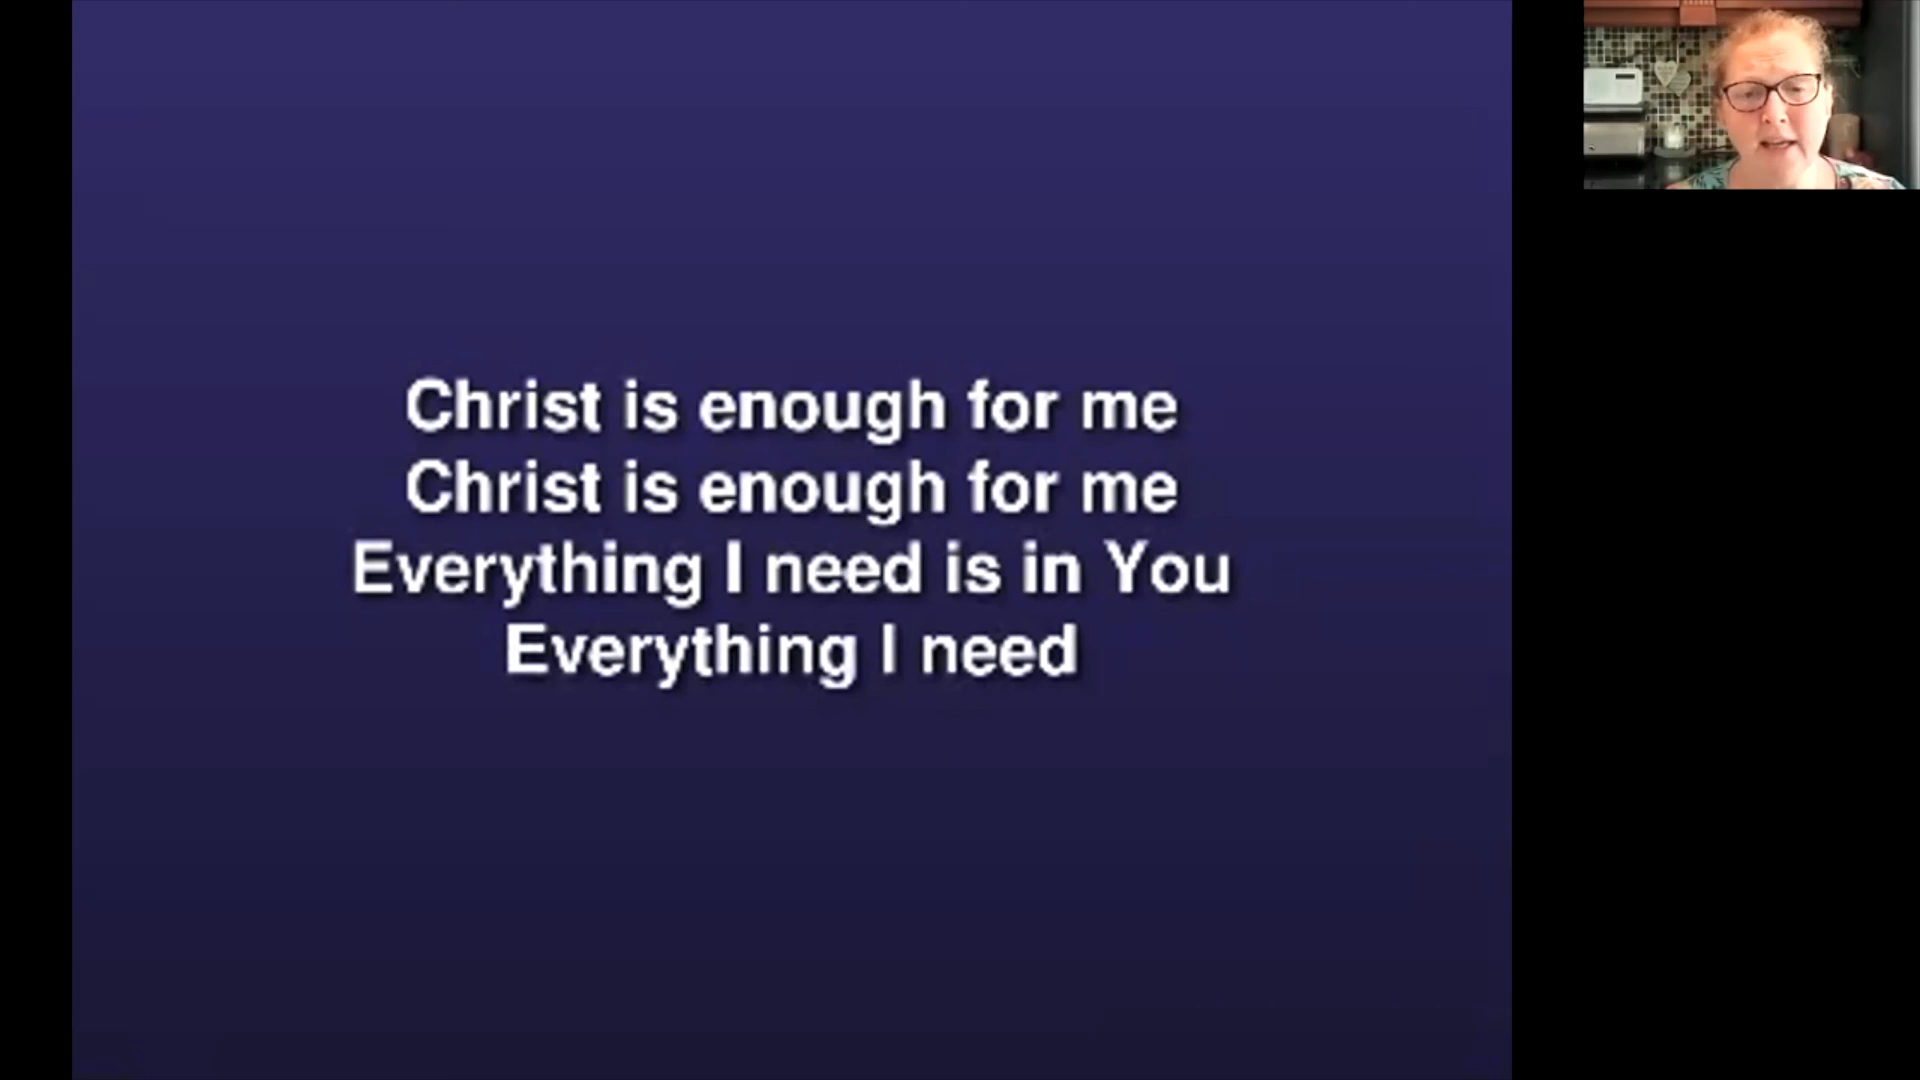 Christ is enough for me
Christ is enough for me
Everything I need is in You
Everything I need